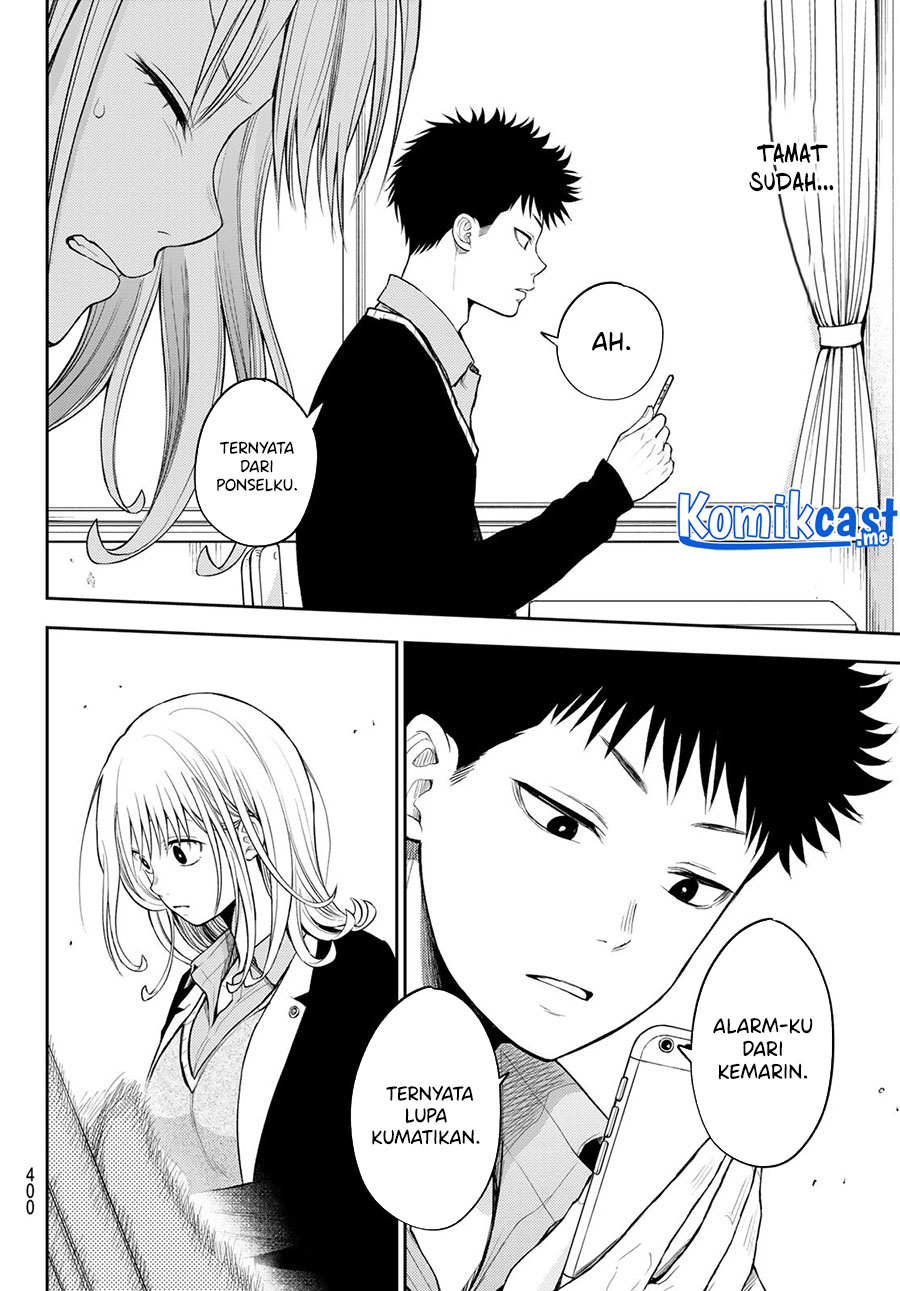 TAMAT
SUDAH...
AH.
TERNYATA
DARI
PONSELKU.
Komikcast
.me
ALARM-KU
DARI
KEMARIN.
TERNYATA
LUPA
KUMATIKAN.
400